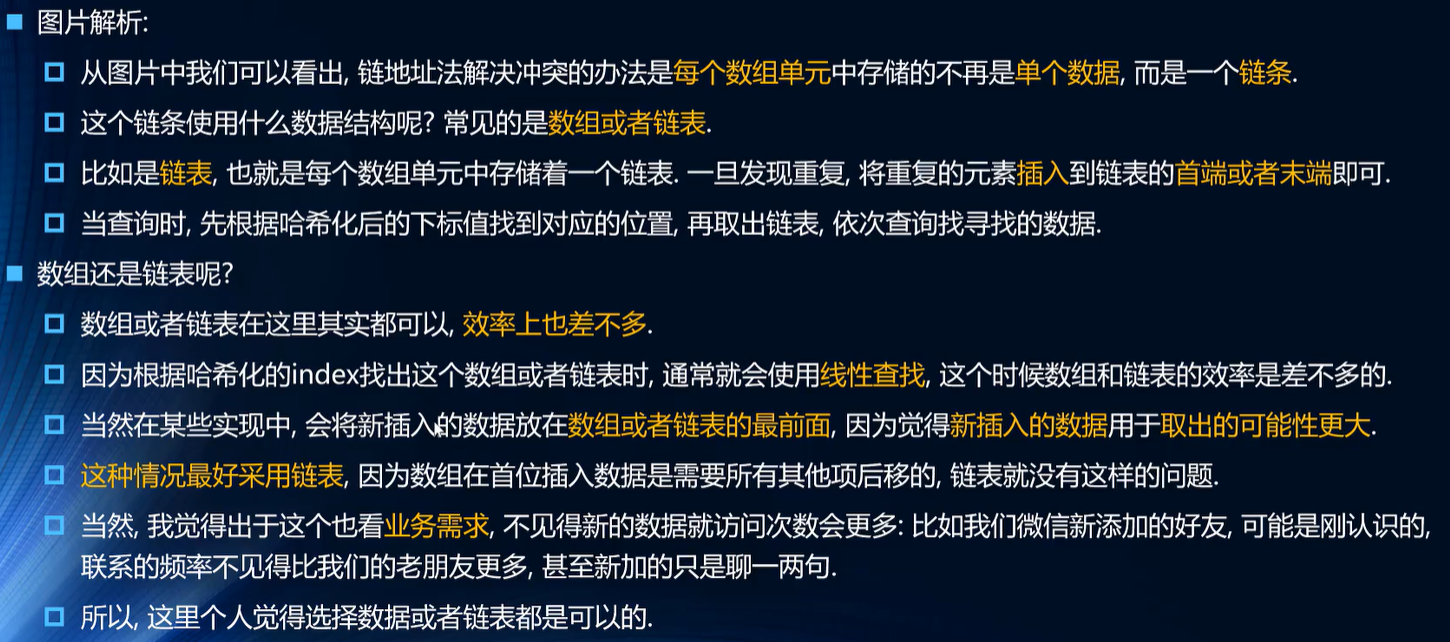 图片解析:
从图片中我们可以看出, 链地址法解决冲突的办法是每个数组单元中存储的不再是单个数据, 而是一个链条.
这个链条使用什么数据结构呢? 常见的是数组或者链表.
比如是链表, 也就是每个数组单元中存储着一个链表. 一旦发现重复, 将重复的元素插入到链表的首端或者末端即可.
当查询时, 先根据哈希化后的下标值找到对应的位置, 再取出链表, 依次查询找寻找的数据.
数组还是链表呢?
数组或者链表在这里其实都可以, 效率上也差不多.
因为根据哈希化的index找出这个数组或者链表时, 通常就会使用线性查找, 这个时候数组和链表的效率是差不多的.
当然在某些实现中, 会将新插入的数据放在数组或者链表的最前面, 因为觉得新插入的数据用于取出的可能性更大.
这种情况最好采用链表, 因为数组在首位插入数据是需要所有其他项后移的, 链表就没有这样的问题.
当然, 我觉得出于这个也看业务需求, 不见得新的数据就访问次数会更多: 比如我们微信新添加的好友, 可能是刚认识的,
联系的频率不见得比我们的老朋友更多, 甚至新加的只是聊一两句.
所以, 这里个人觉得选择数据或者链表都是可以的.